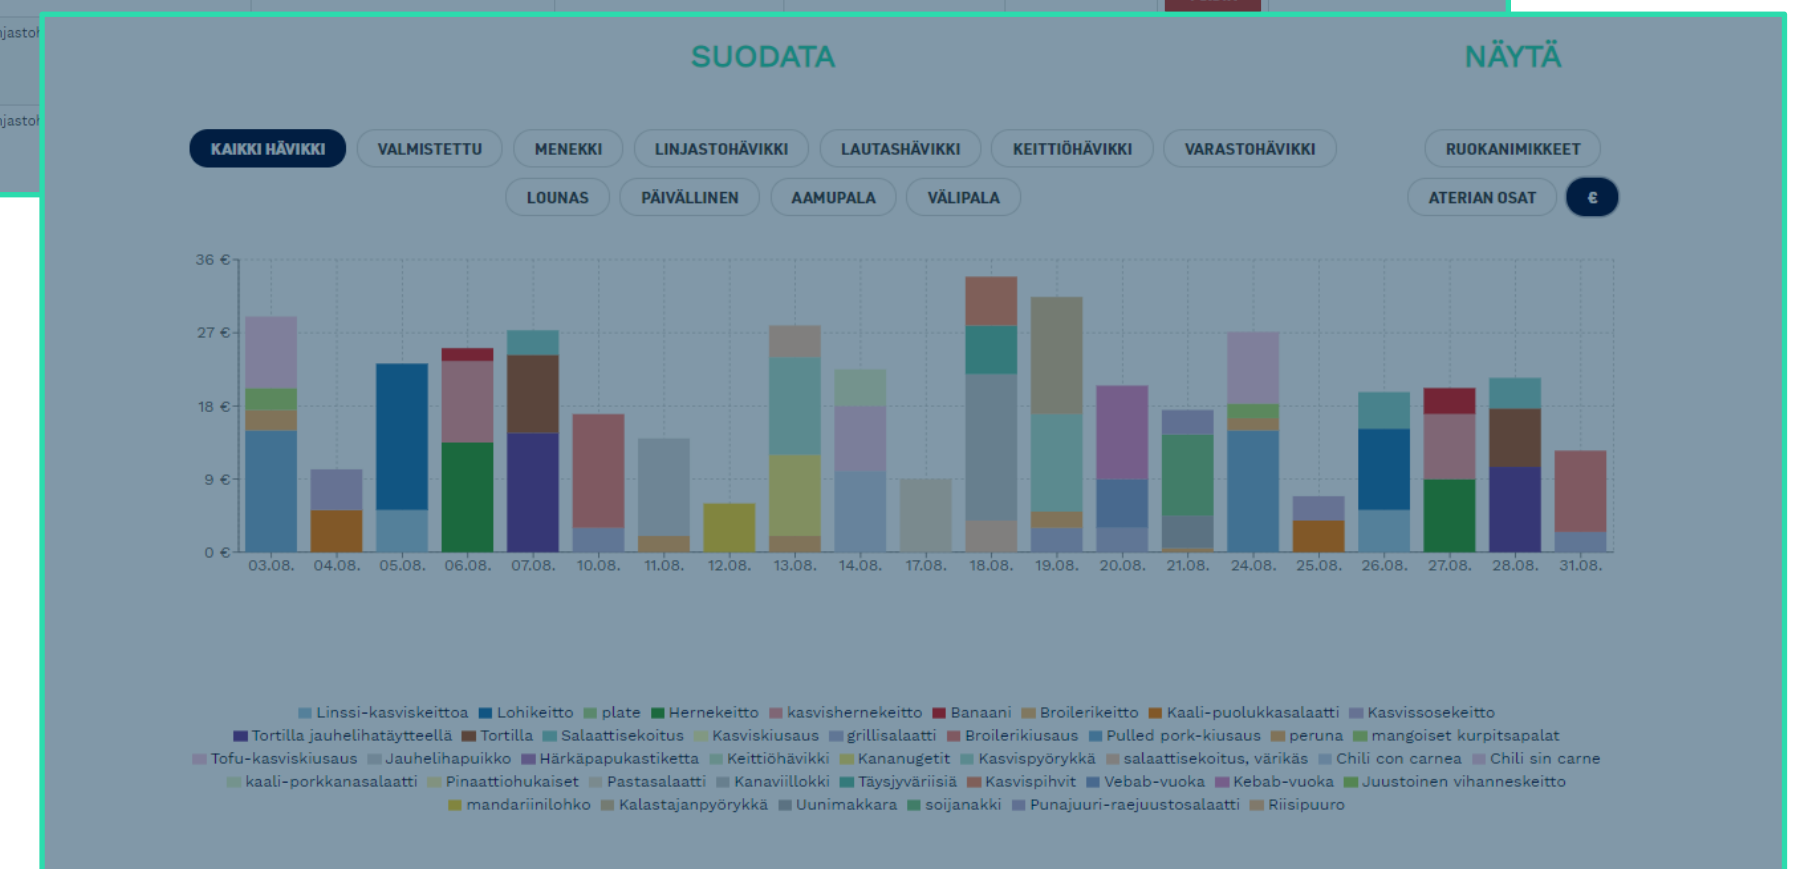 SUODATA NÄYTÄ
KAIKKI HÄVIKKI VALMISTETTU MENEKKI LINJASTOHÄVIKKI LAUTASHÄVIKKI KEITTIÖHÄVIKKI VARASTOHÄVIKKI RUOKANIMIKKEET
LOUNAS PÄIVÄLLINEN AAMUPALA VÄLIPALA ATERIAN OSAT €
36 €
27 €
18 €
9 €
0 €
03.08. 04.08. 05.08. 06.08. 07.08. 10.08. 11.08. 12.08. 13.08. 14.08. 17.08. 18.08. 19.08. 20.08. 21.08. 24.08. 25.08. 26.08. 27.08. 28.08. 31.08.
Linssi-kasviskeittoa Lohikeitto plate Hernekeitto kasvishernekeitto Banaani Broilerikeitto Kaali-puolukkasalaatti Kasvissosekeitto
Tortilla jauhelihatäytteellä Tortilla Salaattisekoitus Kasviskiusaus grillisalaatti Broilerikiusaus Pulled pork-kiusaus peruna mangoiset kurpitsapalat
Tofu-kasviskiusaus Jauhelihapuikko Härkäpapukastiketta Keittiöhävikki Kananugetit Kasvispyörykkä salaattisekoitus, värikäs Chili con carnea Chili sin carne
kaali-porkkanasalaatti Pinaattiohukaiset Pastasalaatti Kanaviillokki Täysjyväriisiä Kasvispihvit Vebab-vuoka Kebab-vuoka Juustoinen vihanneskeitto
mandariinilohko Kalastajanpyörykkä Uunimakkara soijanakki Punajuuri-raejuustosalaatti Riisipuuro